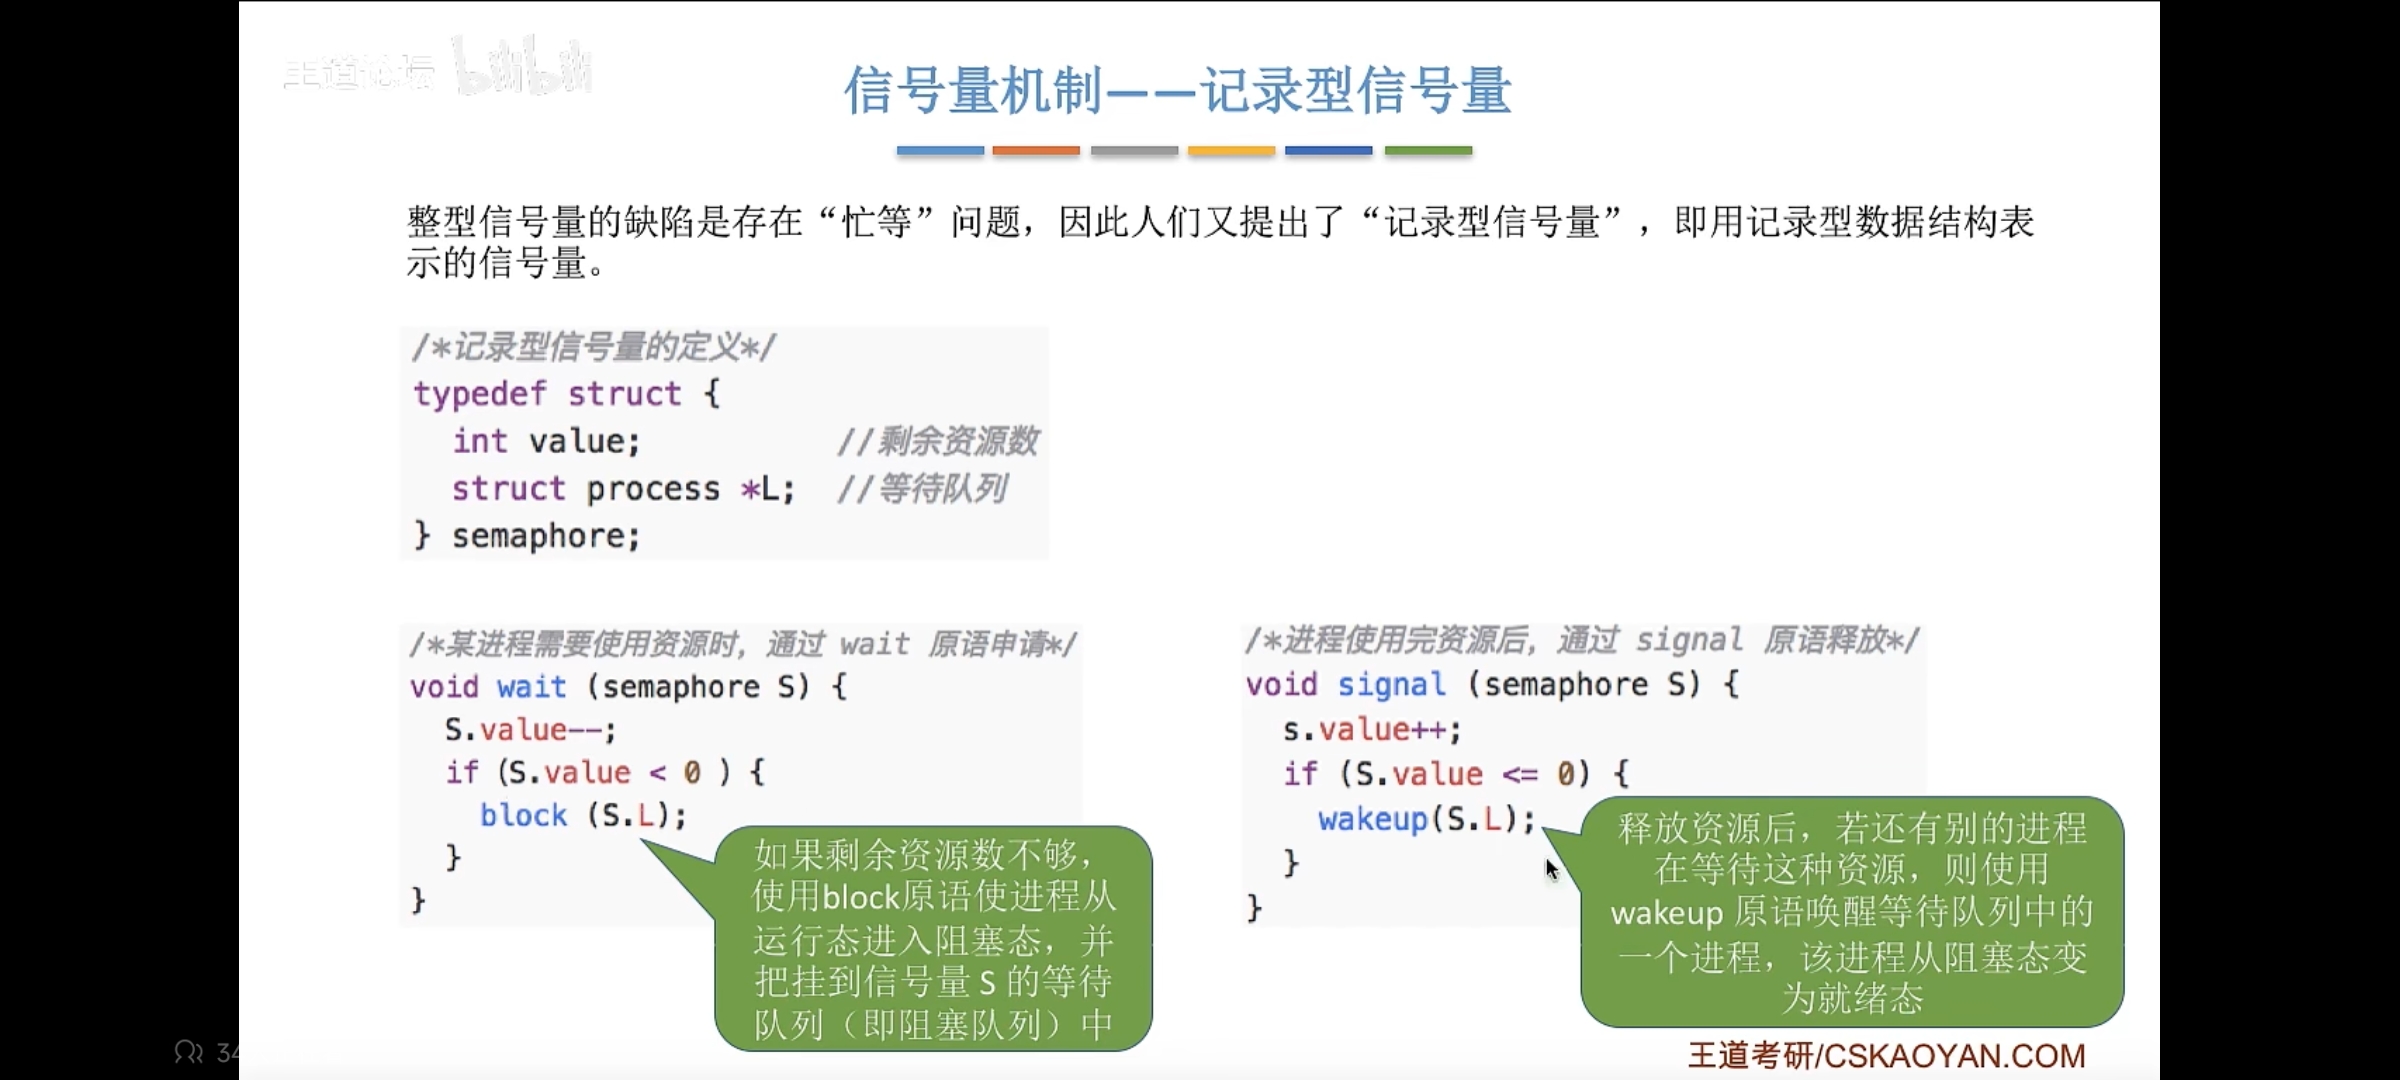 王道论坛 bilibili
信号量机制——记录型信号量
整型信号量的缺陷是存在“忙等”问题，因此人们又提出了“记录型信号量”，即用记录型数据结构表
示的信号量。
/*记录型信号量的定义*/
typedef struct {
int value; //剩余资源数
struct process *L; //等待队列
} semaphore;
/*某进程需要使用资源时，通过 wait 原语申请*/
void wait (semaphore S) {
S.value--;
if (S.value < 0 ) {
block (S.L);
}
}
如果剩余资源数不够，
使用block原语使进程从
运行态进入阻塞态，并
把挂到信号量 S 的等待
队列（即阻塞队列）中
/*进程使用完资源后，通过 signal 原语释放*/
void signal (semaphore S) {
s.value++;
if (S.value <= 0) {
wakeup(S.L);
}
}
释放资源后，若还有别的进程
在等待这种资源，则使用
wakeup 原语唤醒等待队列中的
一个进程，该进程从阻塞态变
为就绪态
王道考研/CSKAOYAN.COM